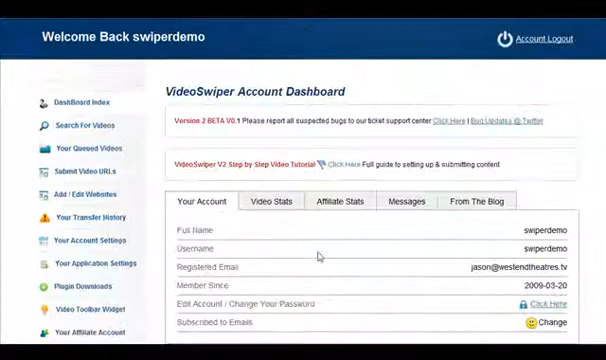 Welcome Back swiperdemo
Account Logout
VideoSwiper Account Dashboard
DashBoard Index
Search For Videos
Your Queued Videos
Submit Video URLs
Add / Edit Websites
Your Transfer History
Your Account Settings
Your Application Settings
Plugin Downloads
Video Toolbar Widget
Your Affiliate Account
Version 2 BETA V0.1 Please report all suspected bugs to our ticket support center Click Here | Bug Updates @ Twitter
VideoSwiper V2 Step by Step Video Tutorial Click Here Full guide to setting up & submitting content
Your Account Video Stats Affiliate Stats Messages From The Blog
Full Name swiperdemo
Username swiperdemo
Registered Email jason@westendtheatres.tv
Member Since 2009-03-20
Edit Account / Change Your Password Click Here
Subscribed to Emails Change